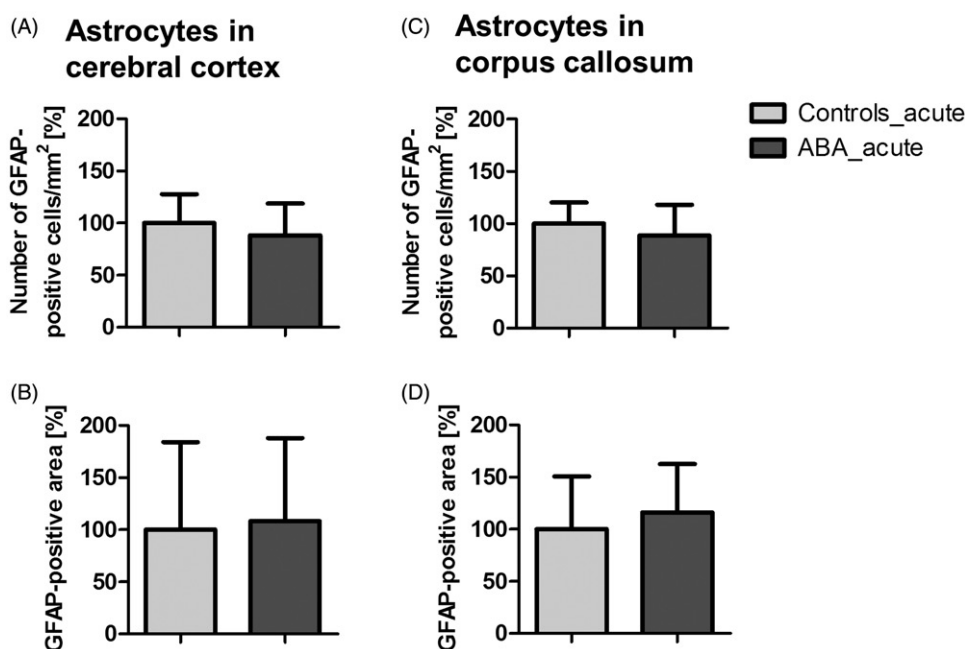 (A)
Astrocytes in
cerebral cortex
Number of GFAP-
positive cells/mm² [%]
200
150
100
50
0
(C)
Astrocytes in
corpus callosum
Number of GFAP-
positive cells/mm² [%]
200
150
100
50
0
Controls_acute
ABA_acute
(B)
GFAP-positive area [%]
200
150
100
50
0
(D)
GFAP-positive area [%]
200
150
100
50
0